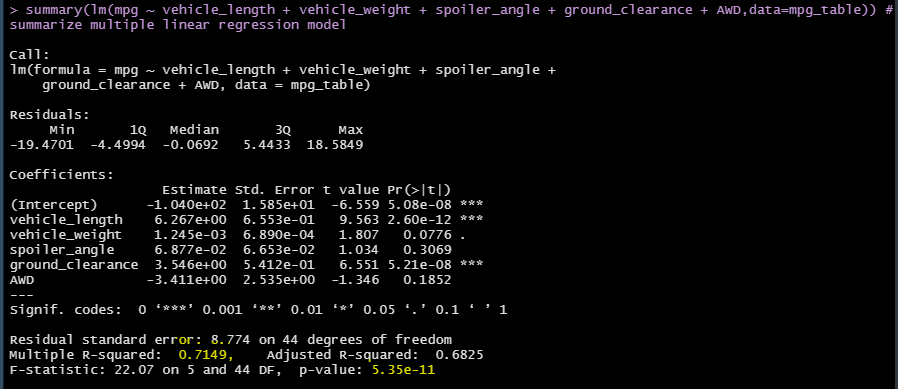 > summary(lm(mpg ~ vehicle_length + vehicle_weight + spoiler_angle + ground_clearance + AWD,data=mpg_table)) #
summarize multiple linear regression model
Call:
lm(formula = mpg ~ vehicle_length + vehicle_weight + spoiler_angle +
    ground_clearance + AWD, data = mpg_table)
Residuals:
     Min       1Q   Median       3Q      Max
-19.4701  -4.4994  -0.0692   5.4433  18.5849
Coefficients:
                   Estimate Std. Error t value Pr(>|t|)
(Intercept)      -1.040e+02  1.585e+01  -6.559 5.08e-08 ***
vehicle_length    6.267e+00  6.553e-01   9.563 2.60e-12 ***
vehicle_weight    1.245e-03  6.890e-04   1.807   0.0776 .
spoiler_angle     6.877e-02  6.653e-02   1.034   0.3069
ground_clearance  3.546e+00  5.412e-01   6.551 5.21e-08 ***
AWD              -3.411e+00  2.535e+00  -1.346   0.1852
---
Signif. codes:  0 ‘***’ 0.001 ‘**’ 0.01 ‘*’ 0.05 ‘.’ 0.1 ‘ ’ 1
Residual standard error: 8.774 on 44 degrees of freedom
Multiple R-squared:  0.7149,    Adjusted R-squared:  0.6825
F-statistic: 22.07 on 5 and 44 DF,  p-value: 5.35e-11